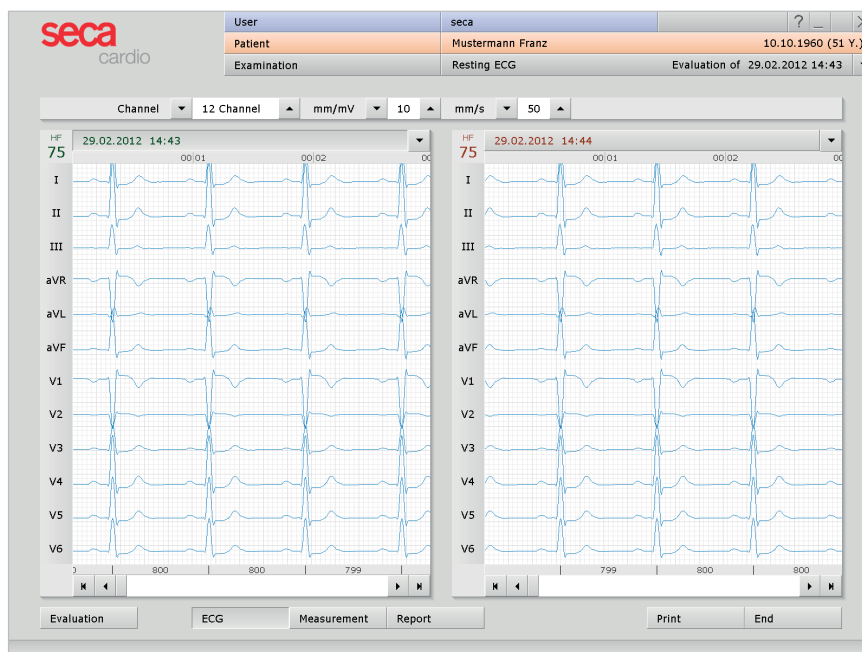 seca
cardio
User seca ? _
Patient Mustermann Franz 10.10.1960 (51 Y.)
Examination Resting ECG Evaluation of 29.02.2012 14:43
Channel 12 Channel mm/mV 10 mm/s 50
HF
75
29.02.2012 14:43
00|01 00|02 00
I
II
III
aVR
aVL
aVF
V1
V2
V3
V4
V5
V6
800 800 799
HF
75
29.02.2012 14:44
00|01 00|02 00
I
II
III
aVR
aVL
aVF
V1
V2
V3
V4
V5
V6
799 800 800
Evaluation ECG Measurement Report Print End